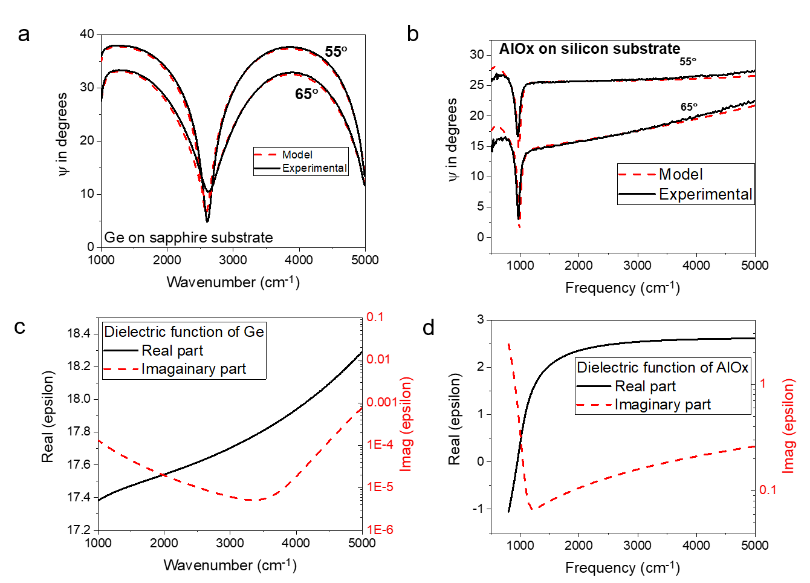 a
40
30
20
10
0
ψ in degrees
55°
65°
Model
Experimental
Ge on sapphire substrate
1000
2000
3000
4000
5000
Wavenumber (cm-1)
b
AlOx on silicon substrate
30
25
20
15
10
5
0
ψ in degrees
55°
65°
Model
Experimental
1000
2000
3000
4000
5000
Frequency (cm-1)
c
18.4
18.2
18.0
17.8
17.6
17.4
17.2
Real (epsilon)
Dielectric function of Ge
Real part
Imagainary part
0.1
0.01
0.001
1E-4
1E-5
1E-6
Imag (epsilon)
1000
2000
3000
4000
5000
Wavenumber (cm-1)
d
3
2
1
0
-1
Real (epsilon)
Dielectric function of AlOx
Real part
Imaginary part
1
0.1
Imag (epsilon)
1000
2000
3000
4000
5000
Frequency (cm-1)